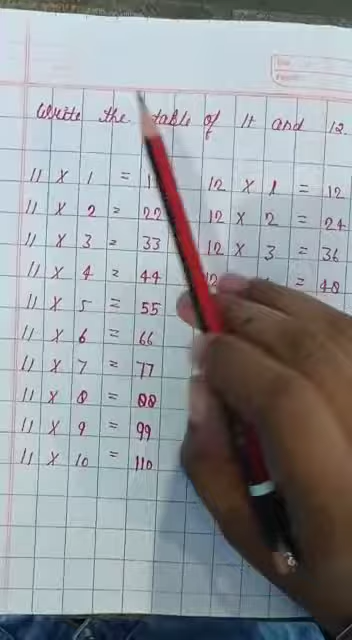 Write the table of 11 and 12.
11 X 1 = 1
11 X 2 = 22
11 X 3 = 33
11 X 4 = 44
11 X 5 = 55
11 X 6 = 66
11 X 7 = 77
11 X 8 = 88
11 X 9 = 99
11 X 10 = 110
12 X 1 = 12
12 X 2 = 24
12 X 3 = 36
12 = 48